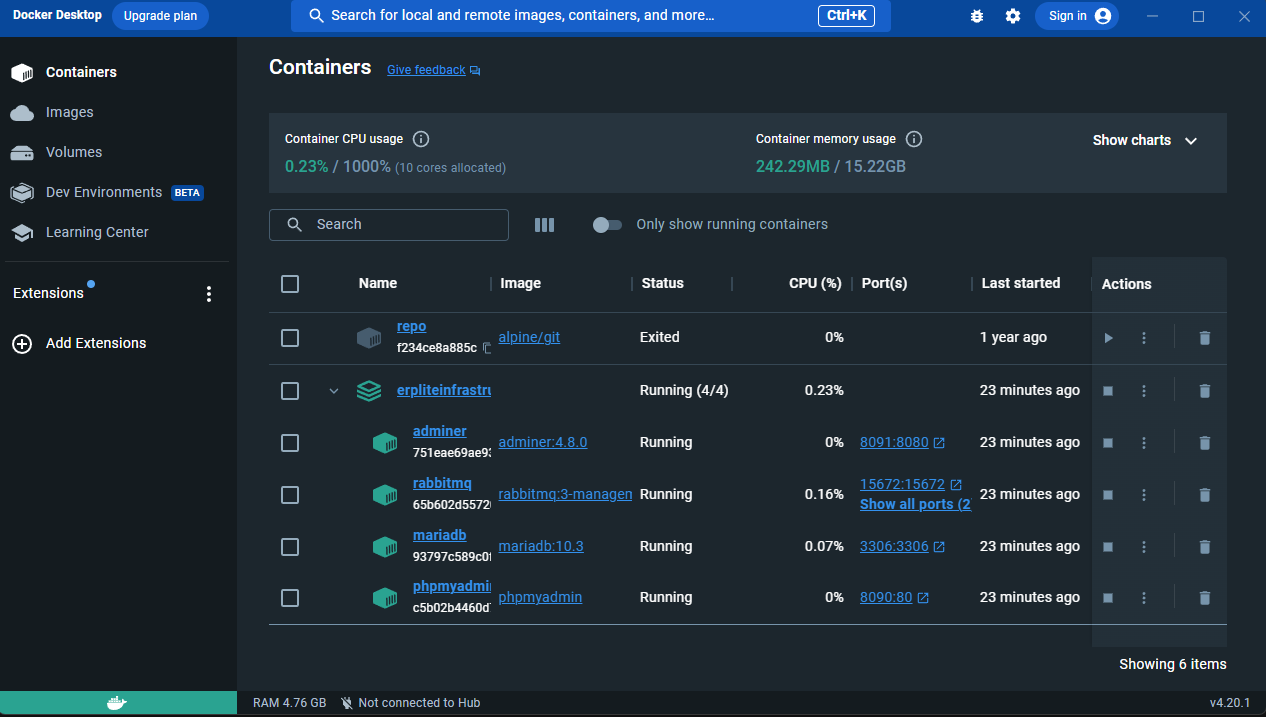 Docker Desktop Upgrade plan Search for local and remote images, containers, and more... Ctrl+K Sign in
Containers
Images
Volumes
Dev Environments BETA
Learning Center
Extensions
Add Extensions
Containers Give feedback
Container CPU usage Container memory usage Show charts
0.23% / 1000% (10 cores allocated) 242.29MB / 15.22GB
Search Only show running containers
Name Image Status CPU (%) Port(s) Last started Actions
repo
f234ce8a885c alpine/git Exited 0% 1 year ago
erpliteinfrastru Running (4/4) 0.23% 23 minutes ago
adminer
751eae69ae93 adminer:4.8.0 Running 0% 8091:8080 23 minutes ago
rabbitmq 15672:15672
65b602d5572 rabbitmq:3-managem Running 0.16% Show all ports (2 23 minutes ago
mariadb
93797c589c0 mariadb:10.3 Running 0.07% 3306:3306 23 minutes ago
phpmyadmi
c5b02b4460d phpmyadmin Running 0% 8090:80 23 minutes ago
Showing 6 items
RAM 4.76 GB Not connected to Hub v4.20.1